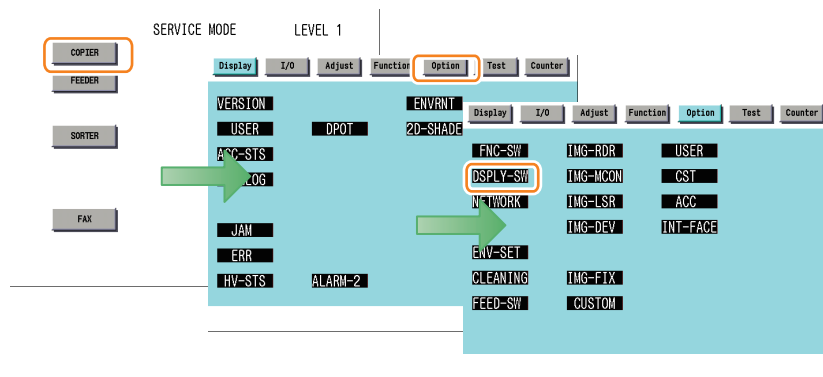 SERVICE MODE LEVEL 1
COPIER
FEEDER
SORTER
FAX
Display I/O Adjust Function Option Test Counter
VERSION ENVRNT
USER DPOT 2D-SHADE
JAM
ERR
HV-STS ALARM-2
Display I/O Adjust Function Option Test Counter
FNC-SW IMG-RDR USER
DSPLY-SW IMG-MCON CST
NETWORK IMG-LSR ACC
IMG-DEV INT-FACE
ENV-SET
CLEANING IMG-FIX
FEED-SW CUSTOM